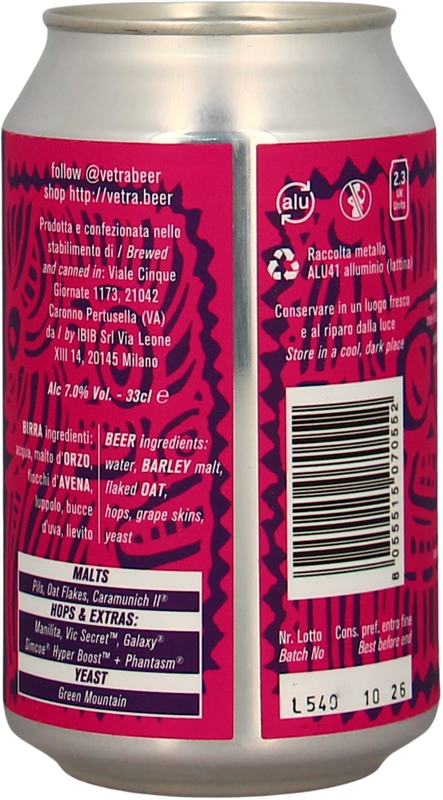 follow @vetrabeer
shop http://vetra.beer
Prodotta e confezionata nello
stabilimento di / Brewed
and canned in: Viale Cinque
Giornate 1173, 21042
Caronno Pertusella (VA)
da / by IBIB Srl Via Leone
XIII 14, 20145 Milano
Alc 7.0% Vol. - 33cl ℮
BIRRA ingredienti:
acqua, malto d'ORZO,
fiocchi d'AVENA,
luppolo, bucce
d'uva, lievito
BEER ingredients:
water, BARLEY malt,
flaked OAT,
hops, grape skins,
yeast
MALTS
Pils, Oat Flakes, Caramunich II®
HOPS & EXTRAS:
Manilita, Vic Secret™, Galaxy®
Simcoe® Hyper Boost™ + Phantasm®
YEAST
Green Mountain
alu
2.3
UK
Units
Raccolta metallo
ALU41 alluminio (lattina)
Conservare in un luogo fresco
e al riparo dalla luce
Store in a cool, dark place
8 055515 070552
Nr. Lotto
Batch No
Cons. pref. entro fine
Best before end
L540 10 26